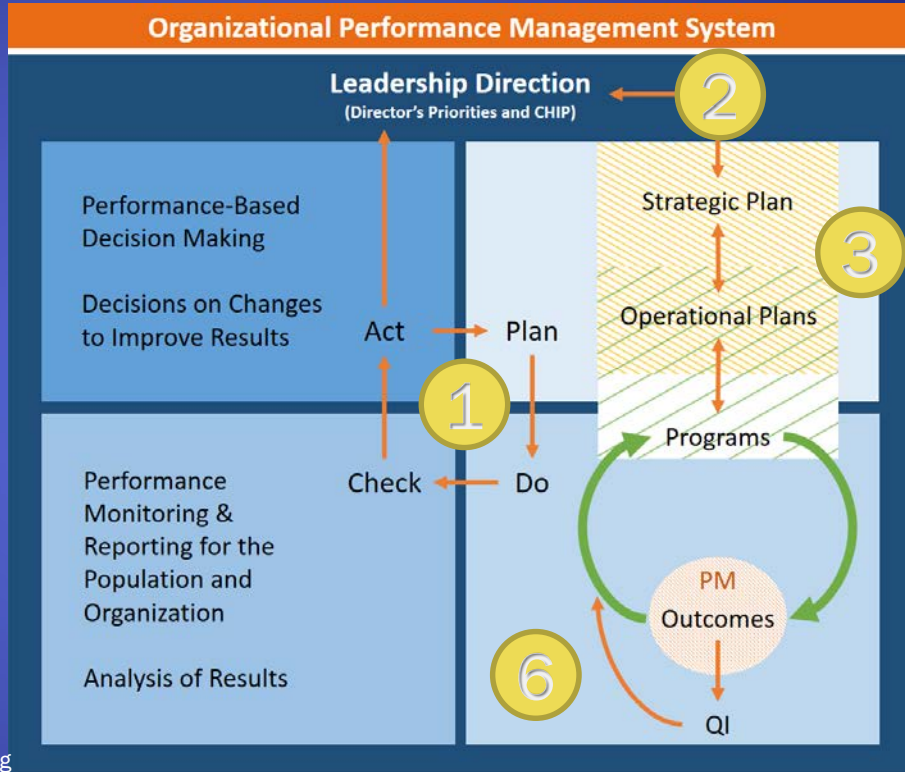 Organizational Performance Management System
Leadership Direction
(Director's Priorities and CHIP)
2
Performance-Based
Decision Making
Decisions on Changes
to Improve Results
Strategic Plan
3
Operational Plans
Act
Plan
1
Programs
Performance
Monitoring &
Reporting for the
Population and
Organization
Analysis of Results
Check
Do
PM
Outcomes
6
QI